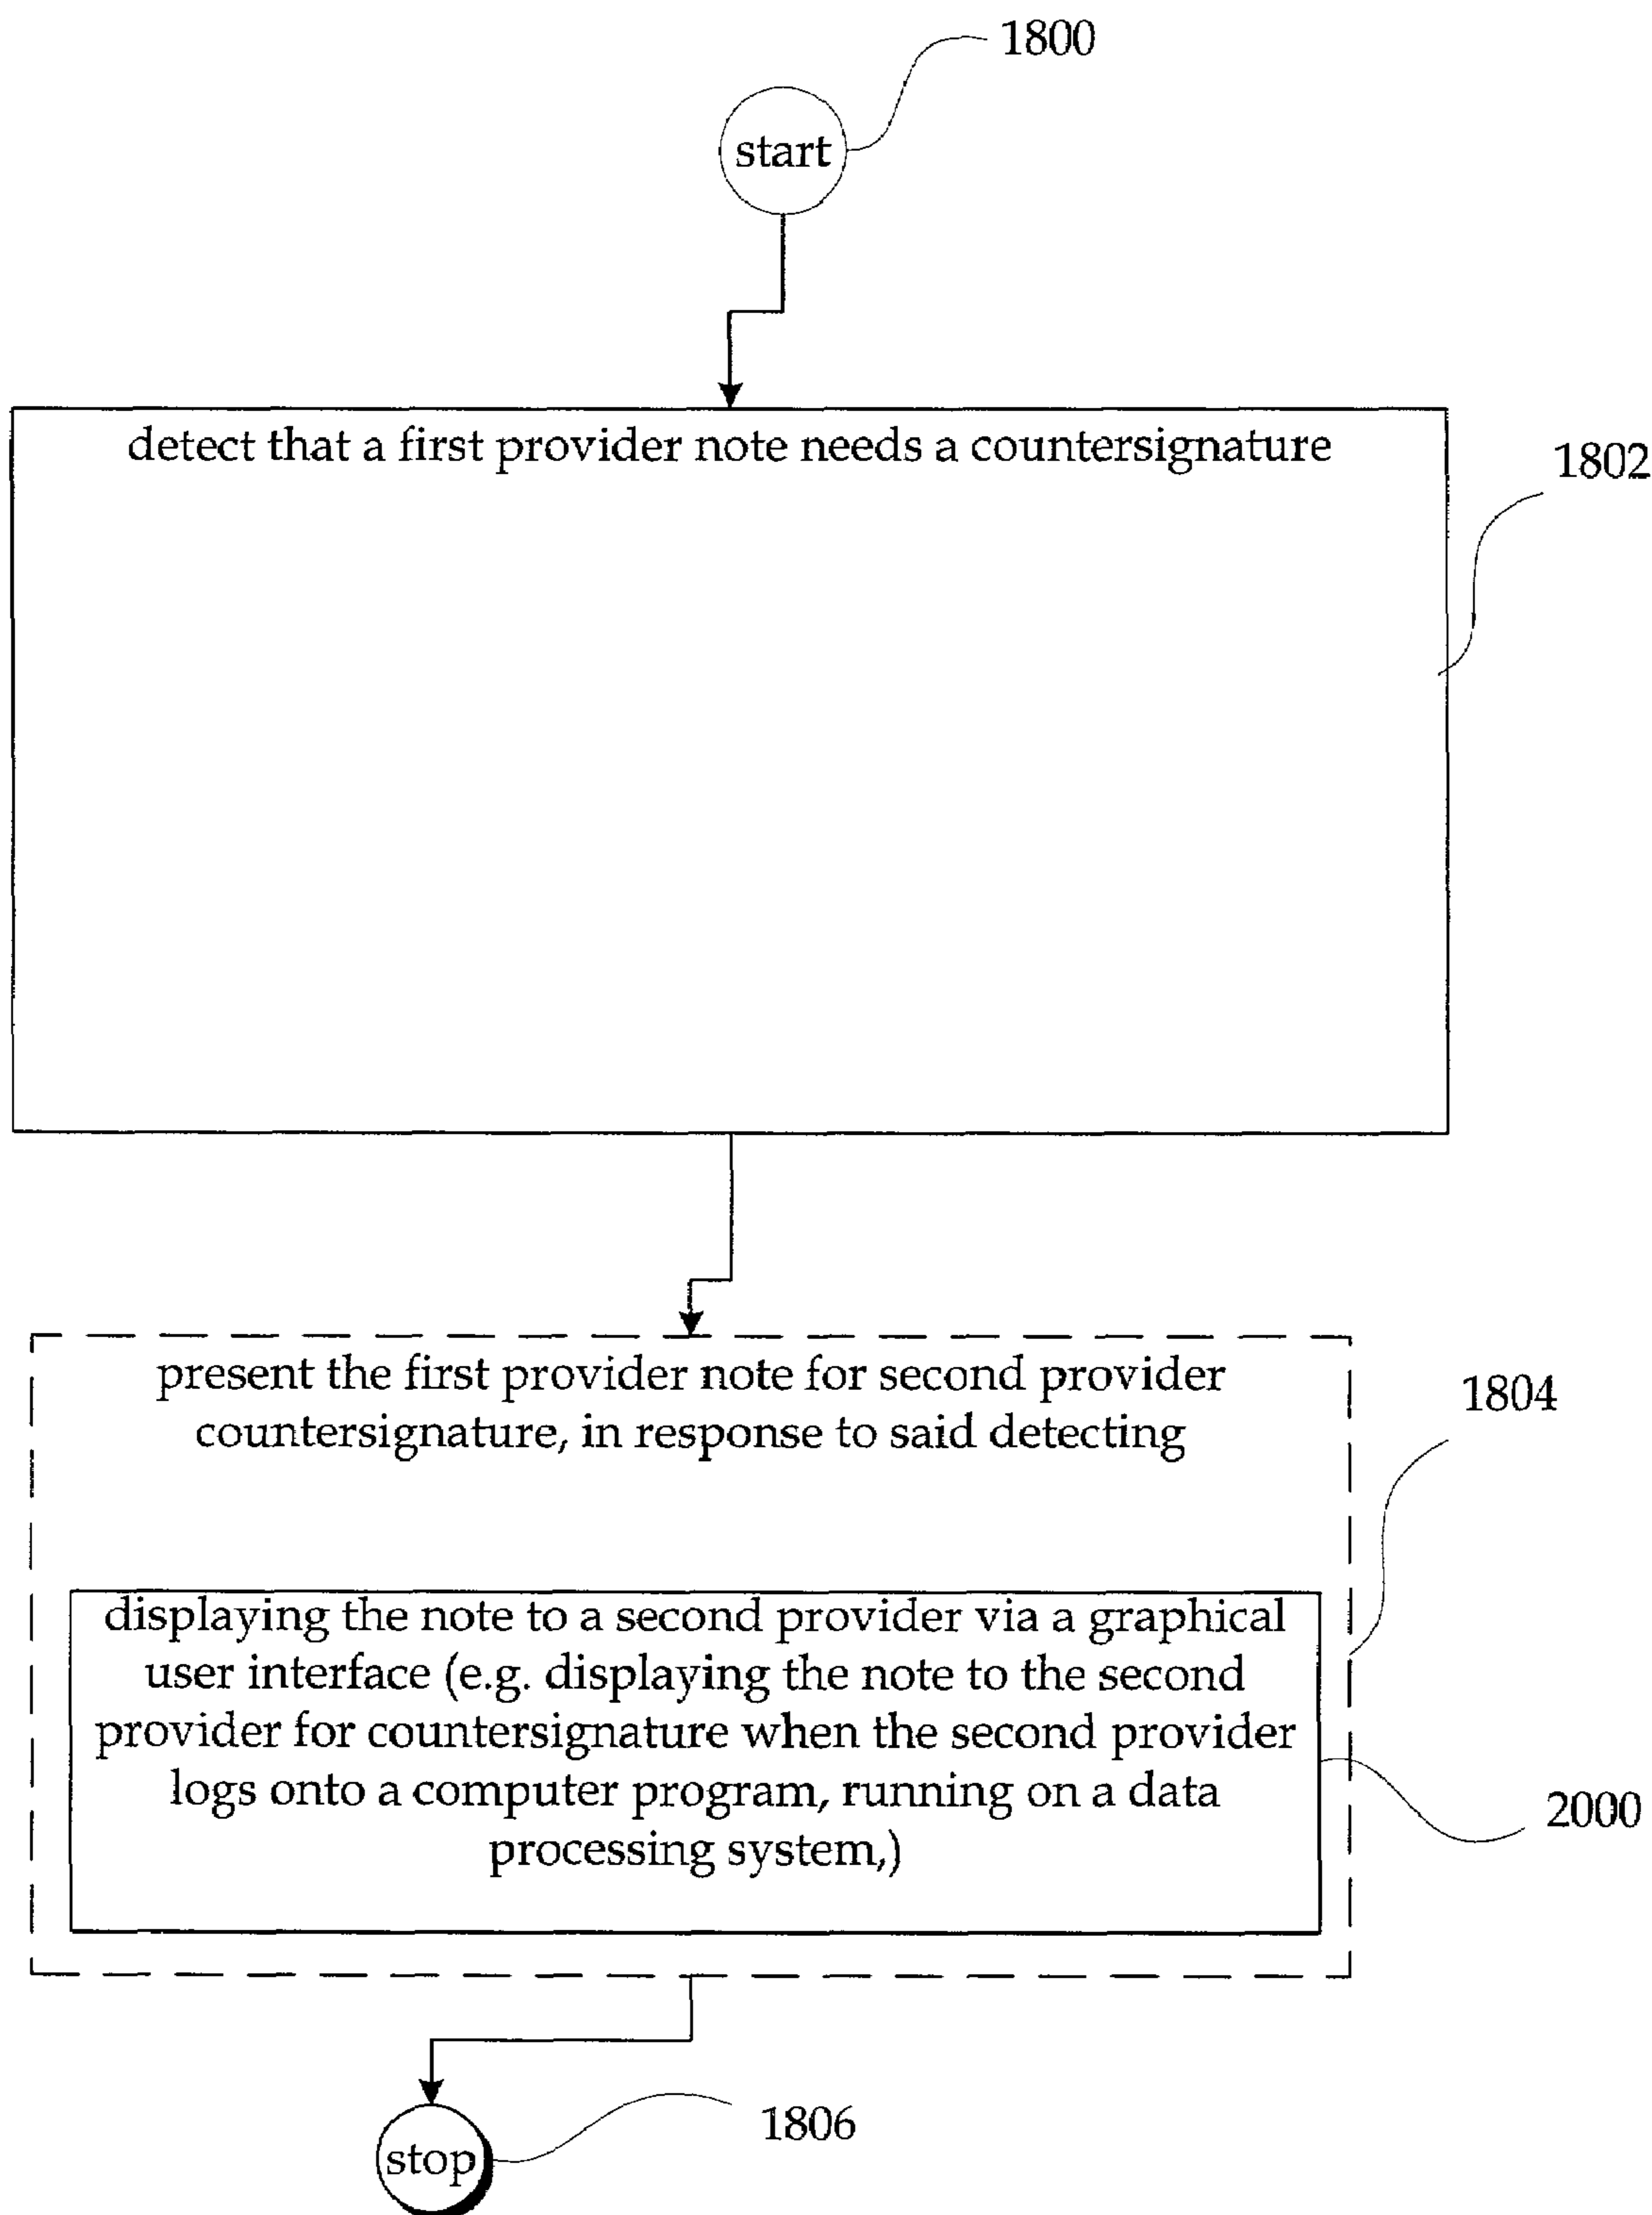 1800
start
detect that a first provider note needs a countersignature
1802
present the first provider note for second provider
countersignature, in response to said detecting
1804
displaying the note to a second provider via a graphical
user interface (e.g. displaying the note to the second
provider for countersignature when the second provider
logs onto a computer program, running on a data
processing system,)
2000
stop
1806